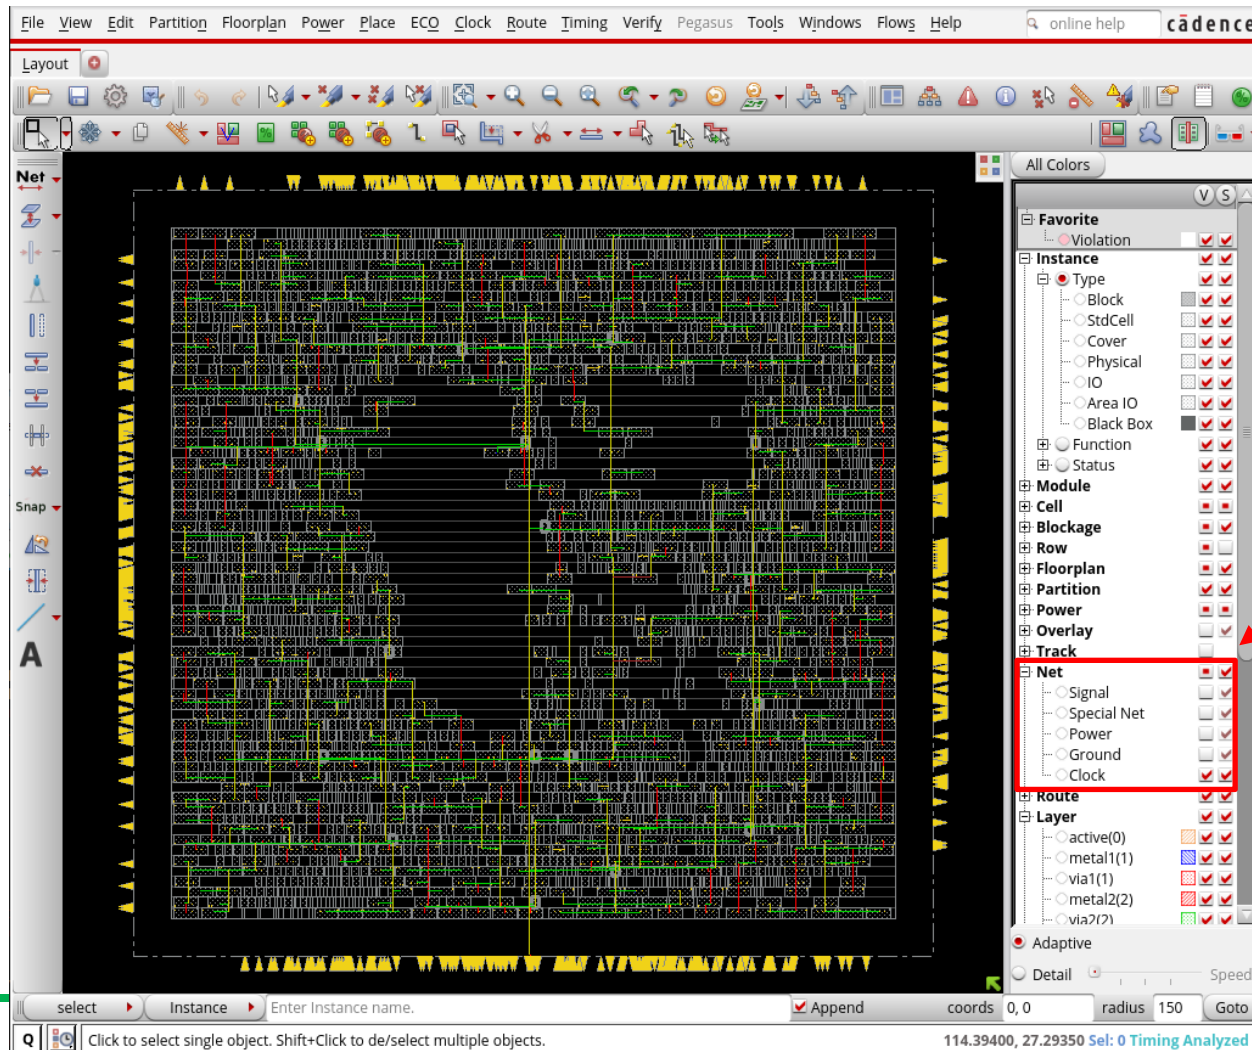 File View Edit Partition Floorplan Power Place ECO Clock Route Timing Verify Pegasus Tools Windows Flows Help online help cādence
Layout
Net
Snap
A
All Colors
V S
Favorite
Violation
Instance
Type
Block
StdCell
Cover
Physical
IO
Area IO
Black Box
Function
Status
Module
Cell
Blockage
Row
Floorplan
Partition
Power
Overlay
Track
Net
Signal
Special Net
Power
Ground
Clock
Route
Layer
active(0)
metal1(1)
via1(1)
metal2(2)
via2(2)
Adaptive
Detail Speed
select Instance Enter Instance name. Append coords 0, 0 radius 150 Goto
Q Click to select single object. Shift+Click to de/select multiple objects. 114.39400, 27.29350 Sel: 0 Timing Analyzed